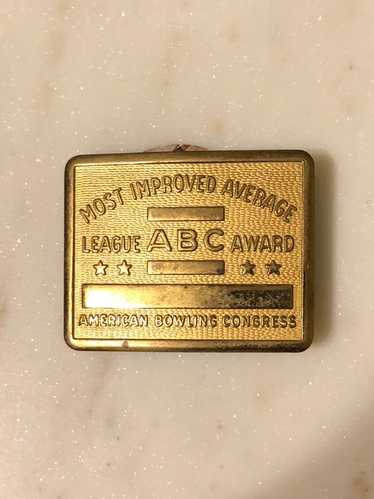 MOST IMPROVED AVERAGE
LEAGUE ABC AWARD
AMERICAN BOWLING CONGRESS